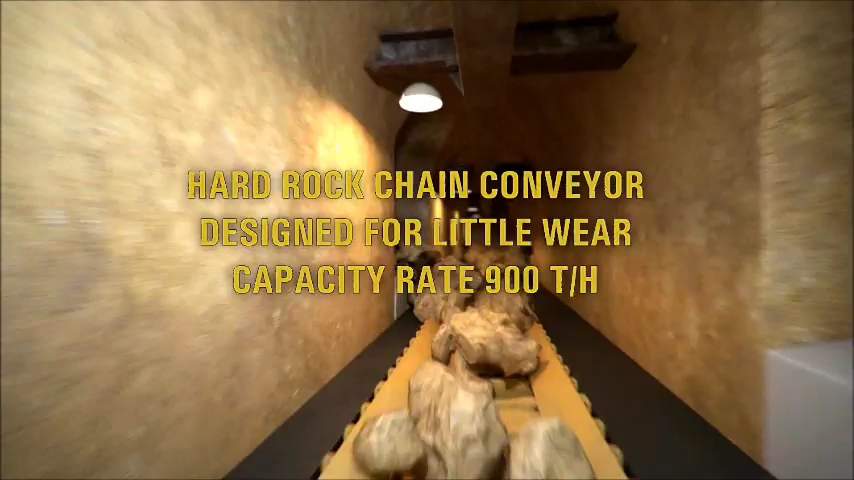 HARD ROCK CHAIN CONVEYOR
DESIGNED FOR LITTLE WEAR
CAPACITY RATE 900 T/H